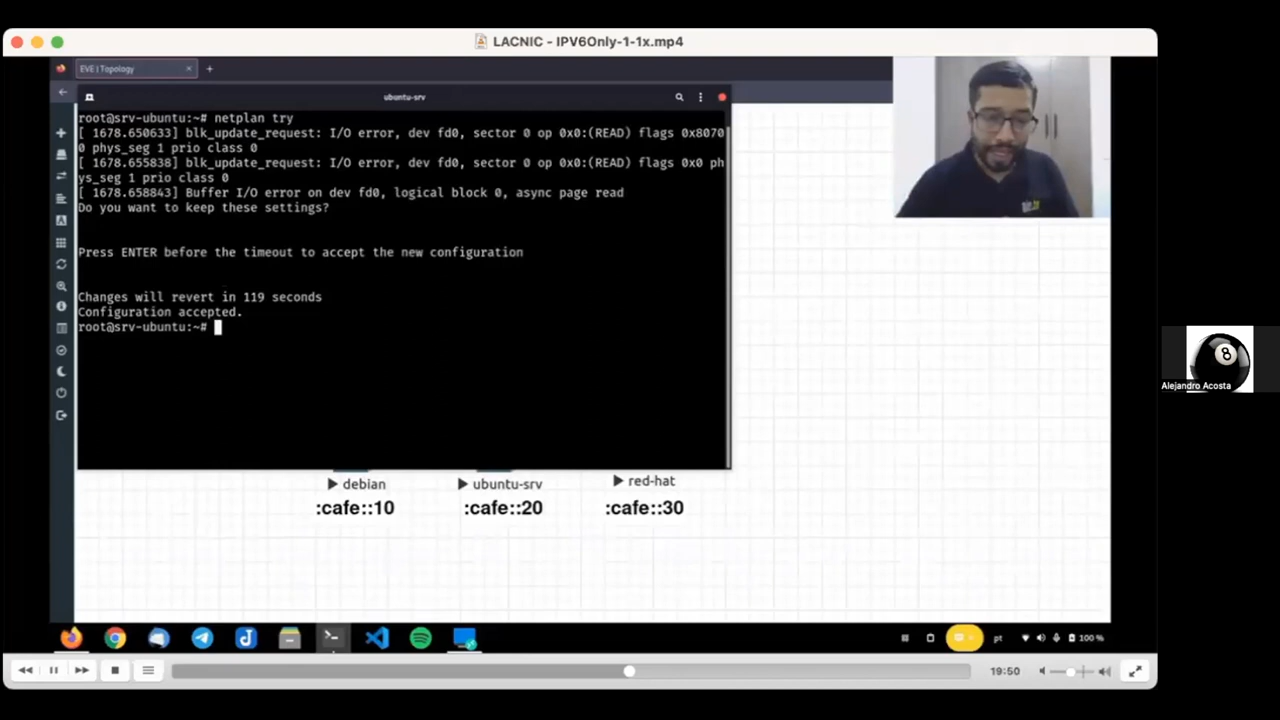 LACNIC - IPV6Only-1-1x.mp4
EVE | Topology
ubuntu-srv
root@srv-ubuntu:~# netplan try
[ 1678.650633] blk_update_request: I/O error, dev fd0, sector 0 op 0x0:(READ) flags 0x8070
0 phys_seg 1 prio class 0
[ 1678.655838] blk_update_request: I/O error, dev fd0, sector 0 op 0x0:(READ) flags 0x0 ph
ys_seg 1 prio class 0
[ 1678.658843] Buffer I/O error on dev fd0, logical block 0, async page read
Do you want to keep these settings?
Press ENTER before the timeout to accept the new configuration
Changes will revert in 119 seconds
Configuration accepted.
root@srv-ubuntu:~#
8
Alejandro Acosta
debian
ubuntu-srv
red-hat
:cafe::10
:cafe::20
:cafe::30
pt
100 %
19:50